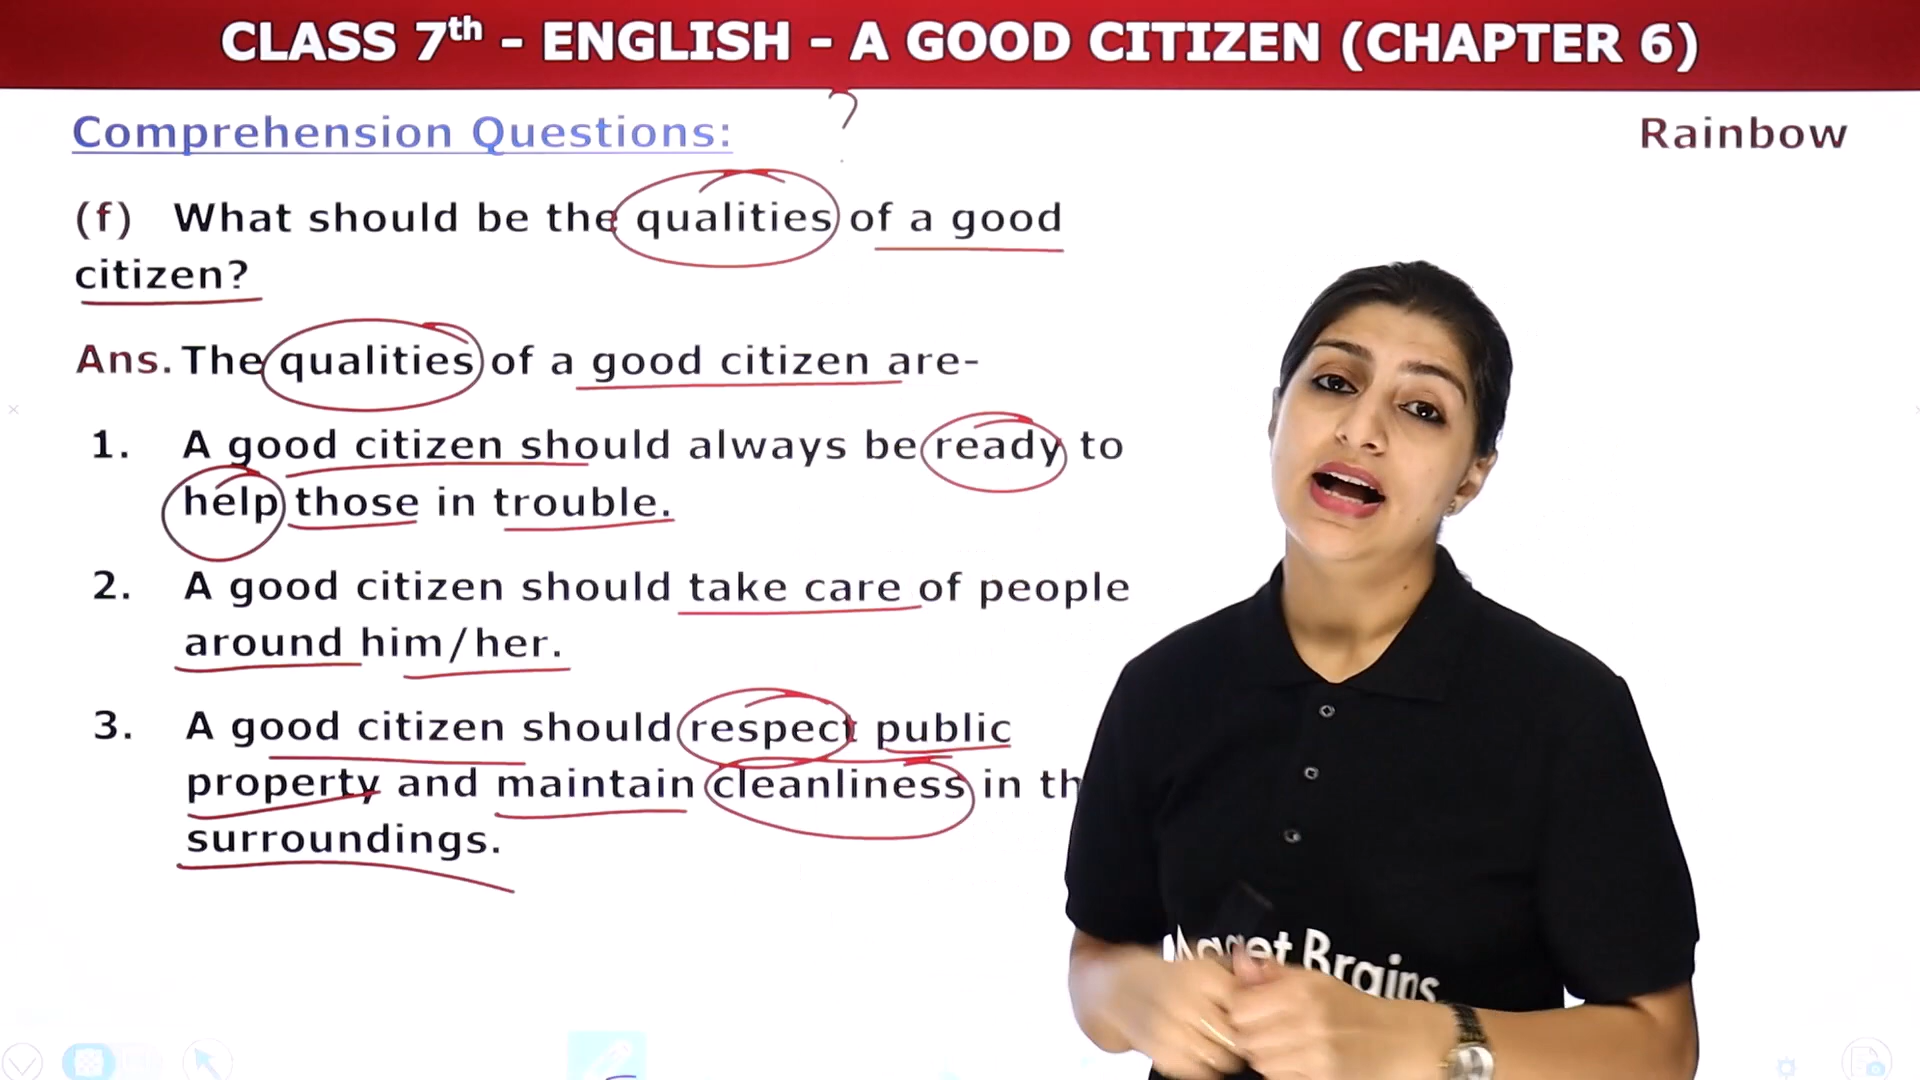 CLASS 7th - ENGLISH - A GOOD CITIZEN (CHAPTER 6)
Comprehension Questions:
Rainbow
(f) What should be the qualities of a good
citizen?
Ans. The qualities of a good citizen are-
1. A good citizen should always be ready to
help those in trouble.
2. A good citizen should take care of people
around him/her.
3. A good citizen should respect public
property and maintain cleanliness in
surroundings.
Brains